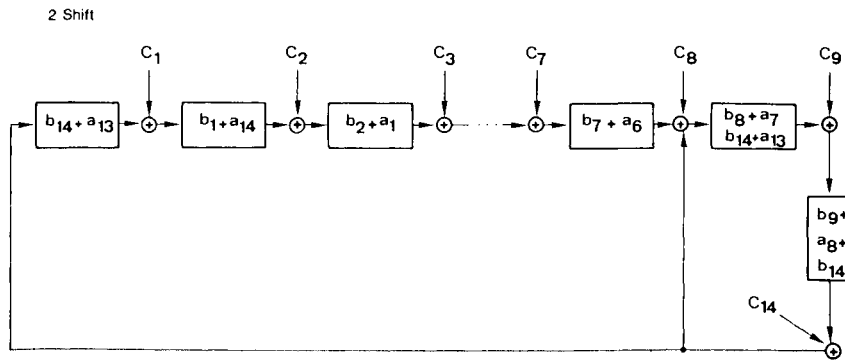 2 Shift
C1 C2 C3 C7 C8 C9
b14 + a13 b1 + a14 b2 + a1 b7 + a6 b8 + a7
b14 + a13
b9 +
a8 +
b14
C14